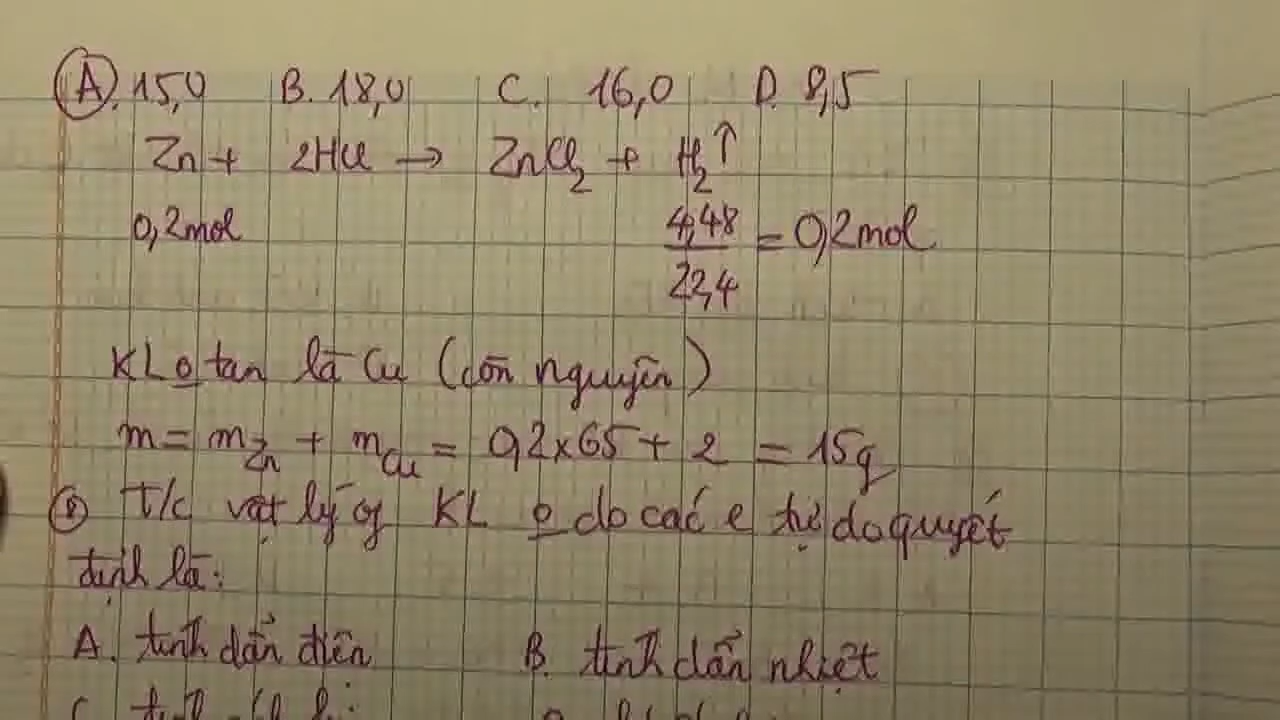 A. 15,0 B. 18,0 C. 16,0 D. 8,5
Zn + 2HCl → ZnCl₂ + H₂↑
0,2mol 4,48/22,4 = 0,2mol
KL o tan là Cu (còn nguyên)
m = mZn + mCu = 0,2x65 + 2 = 15g
T/c vật lý of KL o do các e tự do quyết
định là:
A. tính dẫn điện B. tính dẫn nhiệt